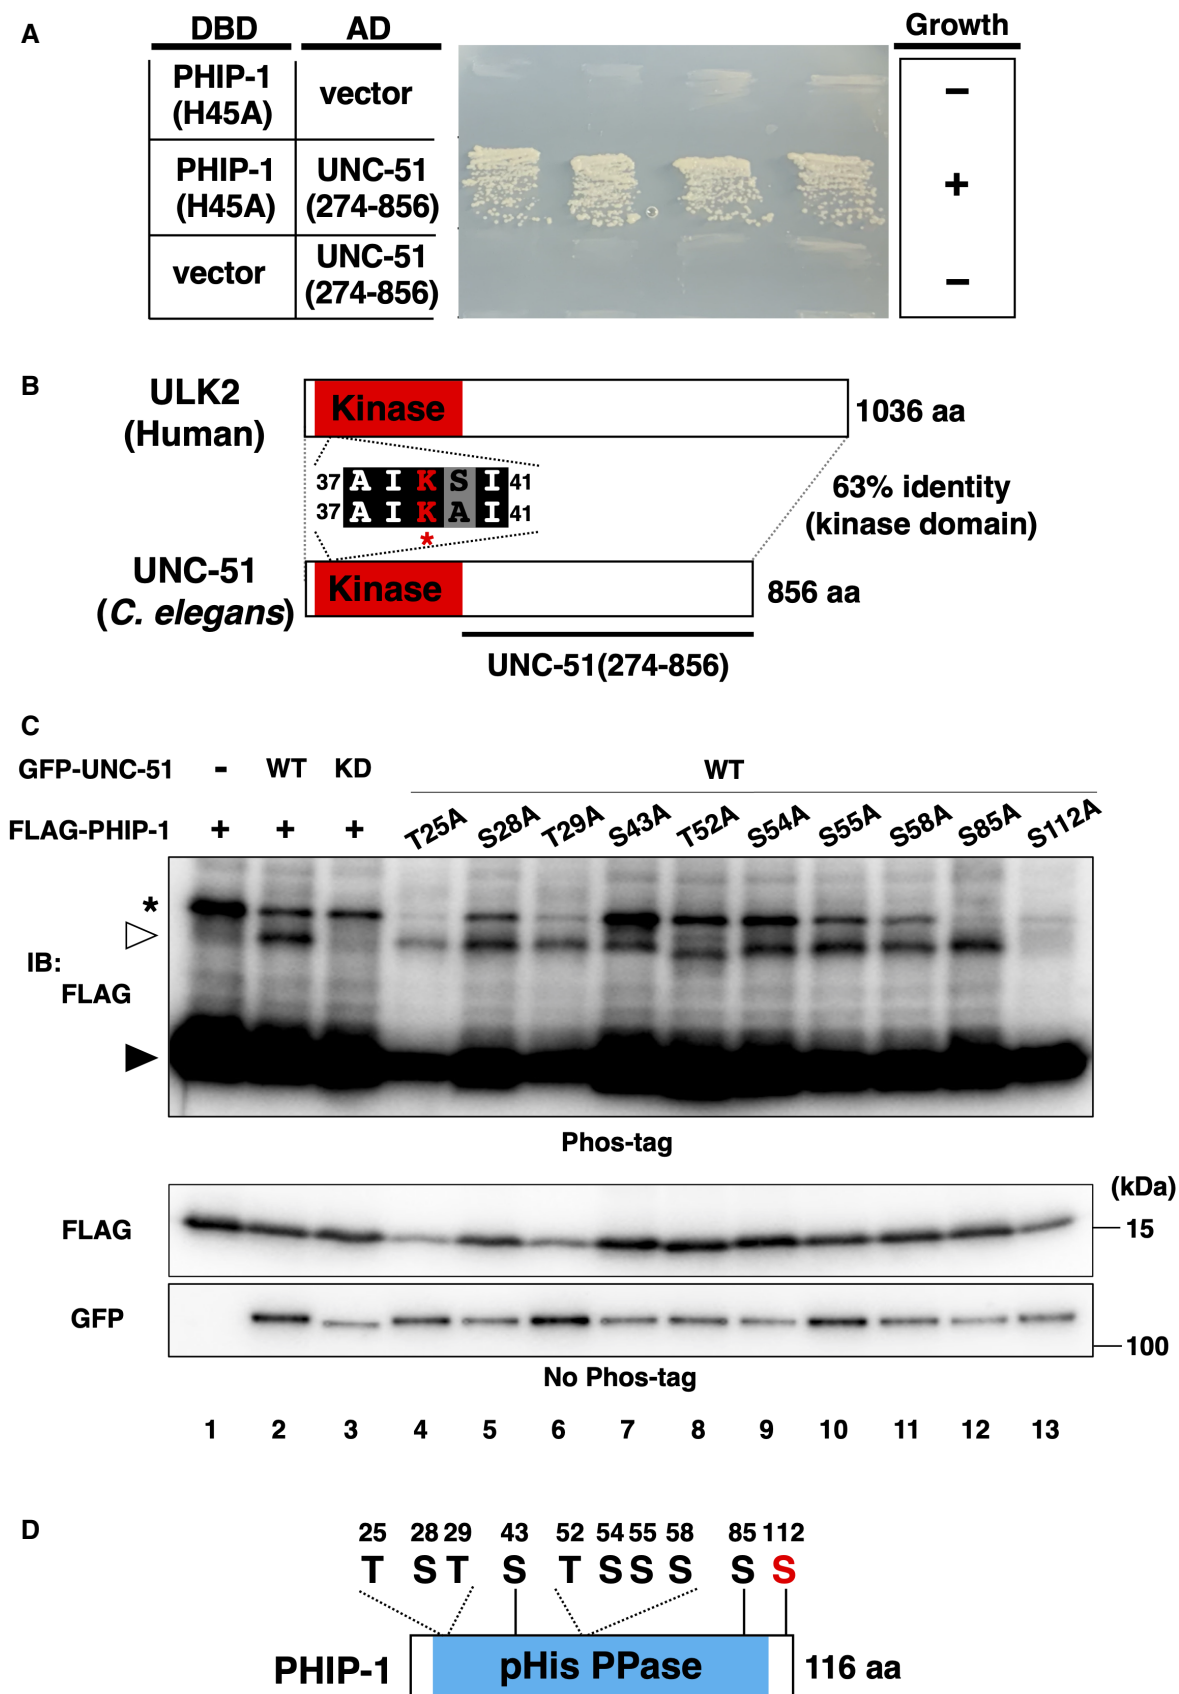 A
DBD AD Growth
PHIP-1
(H45A)
vector
−
PHIP-1
(H45A)
UNC-51
(274-856)
+
vector
UNC-51
(274-856)
−
B
ULK2
(Human)
Kinase
1036 aa
37 A I K S I 41
37 A I K A I 41
*
63% identity
(kinase domain)
UNC-51
(C. elegans)
Kinase
856 aa
UNC-51(274-856)
C
GFP-UNC-51 - WT KD WT
FLAG-PHIP-1 + + + T25A S28A T29A S43A T52A S54A S55A S58A S85A S112A
*
IB:
FLAG
Phos-tag
(kDa)
FLAG
15
GFP
100
No Phos-tag
1 2 3 4 5 6 7 8 9 10 11 12 13
D
25 28 29 43 52 54 55 58 85 112
T S T S T S S S S S
PHIP-1 pHis PPase 116 aa